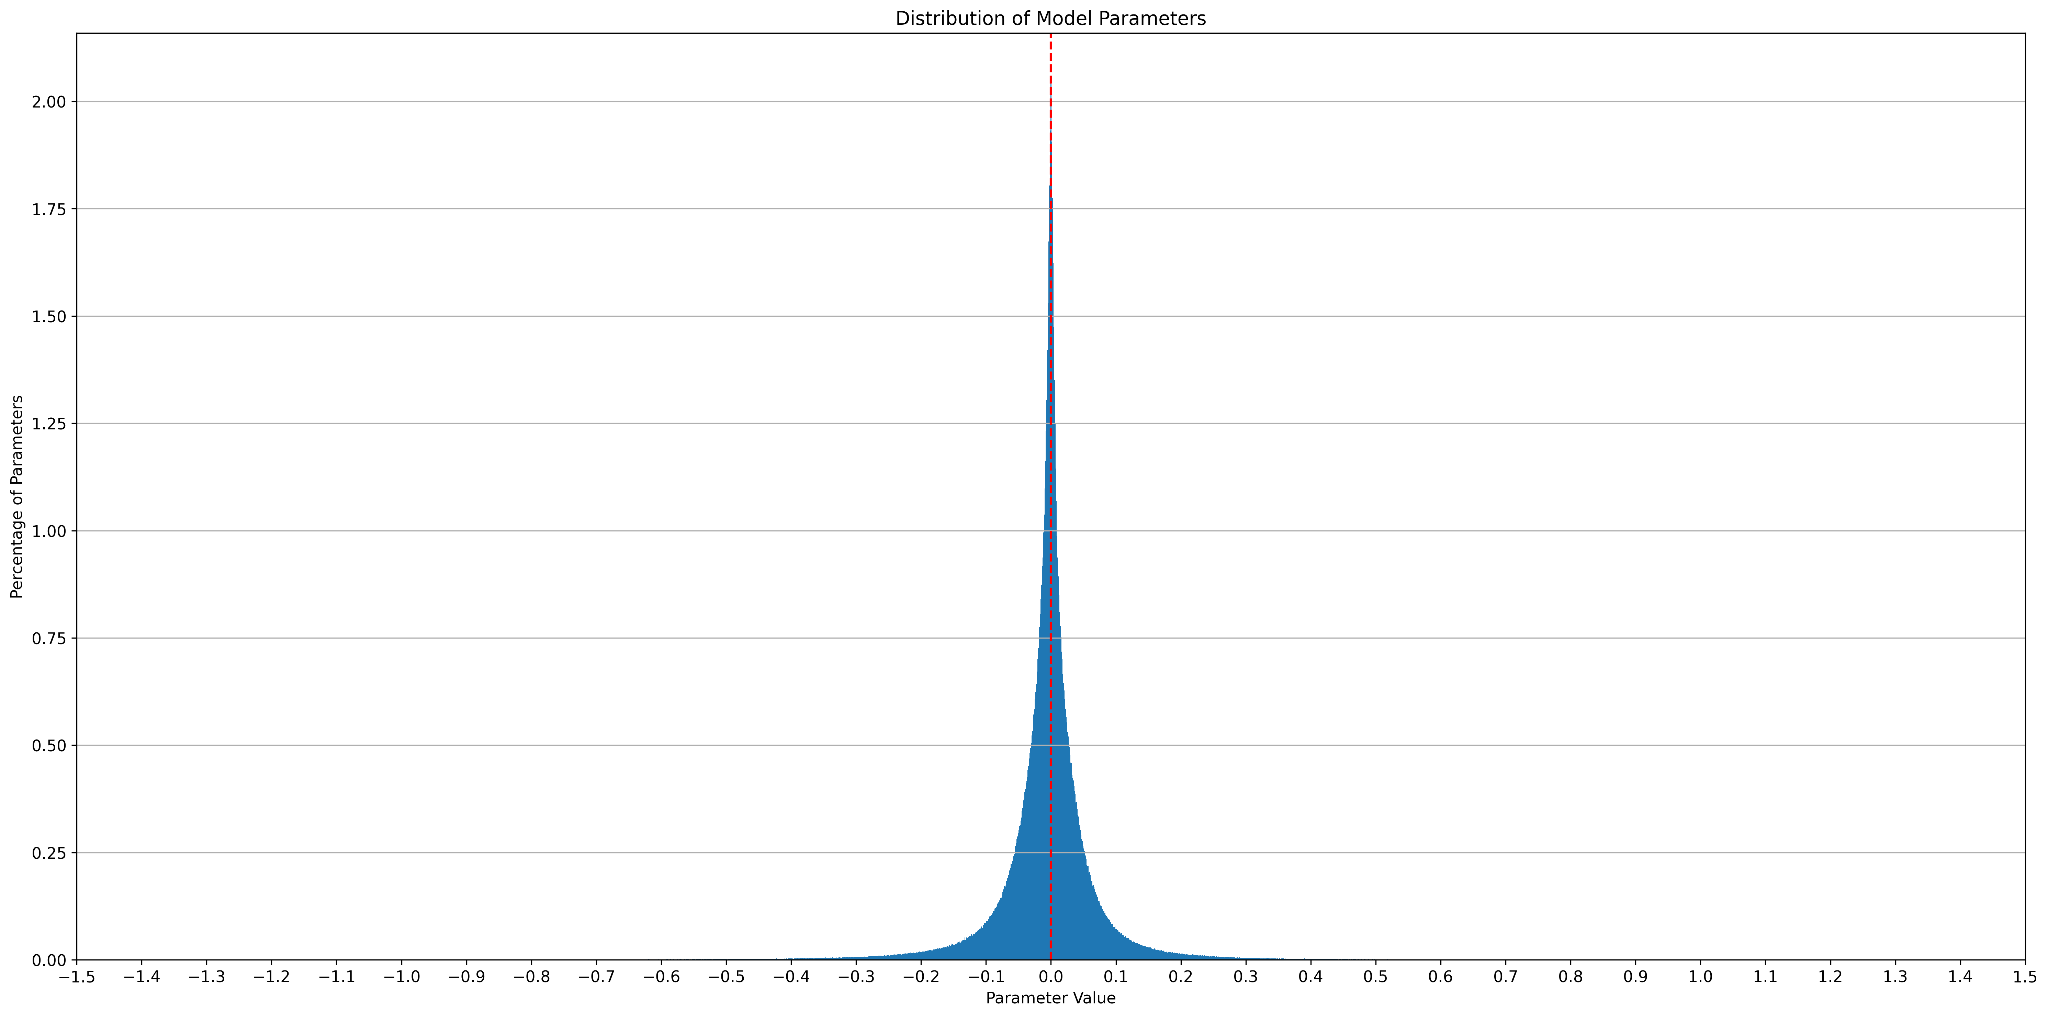 Distribution of Model Parameters
2.00
1.75
1.50
1.25
1.00
0.75
0.50
0.25
0.00
Percentage of Parameters
−1.5 −1.4 −1.3 −1.2 −1.1 −1.0 −0.9 −0.8 −0.7 −0.6 −0.5 −0.4 −0.3 −0.2 −0.1 0.0 0.1 0.2 0.3 0.4 0.5 0.6 0.7 0.8 0.9 1.0 1.1 1.2 1.3 1.4 1.5
Parameter Value